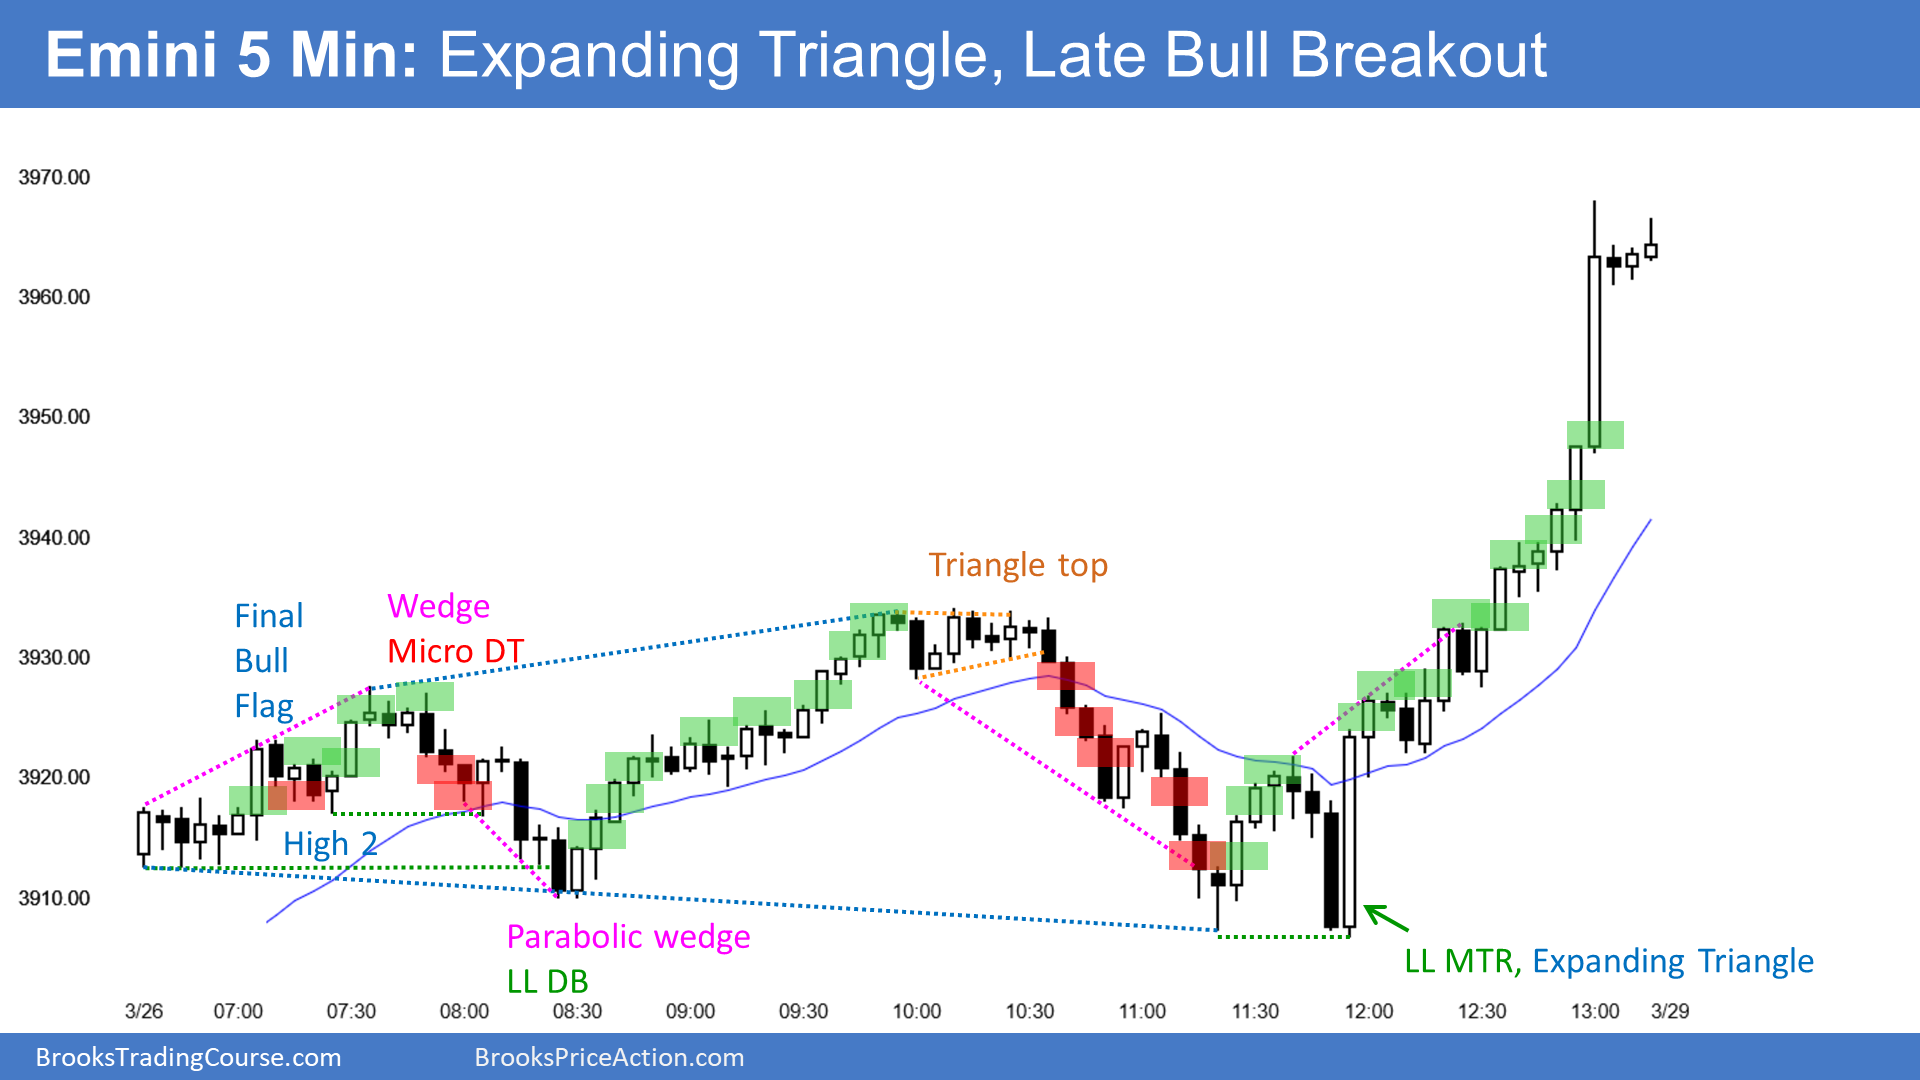 Emini 5 Min: Expanding Triangle, Late Bull Breakout
3970.00
3960.00
3950.00
3940.00
3930.00
3920.00
3910.00
Final
Bull
Flag
Wedge
Micro DT
High 2
Parabolic wedge
LL DB
Triangle top
LL MTR, Expanding Triangle
3/26 07:00 07:30 08:00 08:30 09:00 09:30 10:00 10:30 11:00 11:30 12:00 12:30 13:00 3/29
BrooksTradingCourse.com BrooksPriceAction.com